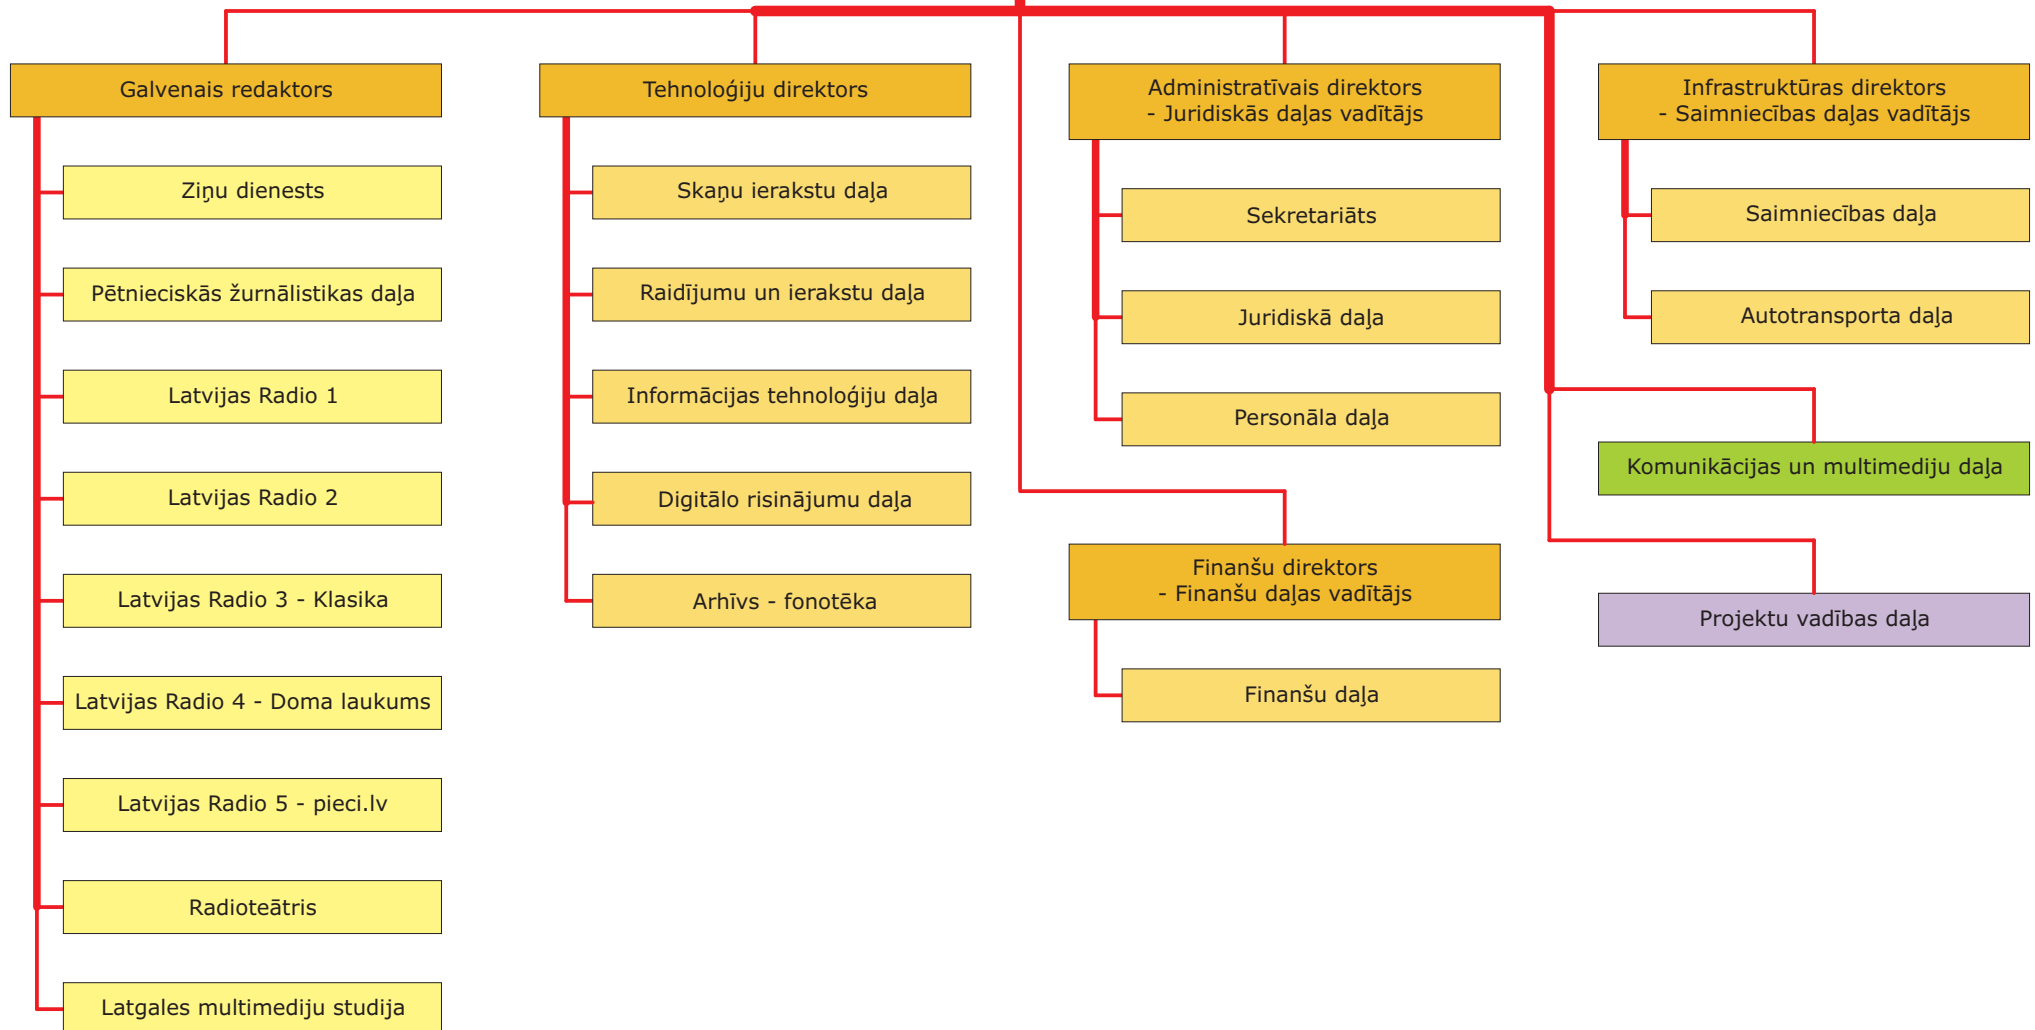 Galvenais redaktors
Ziņu dienests
Pētnieciskās žurnālistikas daļa
Latvijas Radio 1
Latvijas Radio 2
Latvijas Radio 3 - Klasika
Latvijas Radio 4 - Doma laukums
Latvijas Radio 5 - pieci.lv
Radioteātris
Latgales multimediju studija
Tehnoloģiju direktors
Skaņu ierakstu daļa
Raidījumu un ierakstu daļa
Informācijas tehnoloģiju daļa
Digitālo risinājumu daļa
Arhīvs - fonotēka
Administratīvais direktors
- Juridiskās daļas vadītājs
Sekretariāts
Juridiskā daļa
Personāla daļa
Finanšu direktors
- Finanšu daļas vadītājs
Finanšu daļa
Infrastruktūras direktors
- Saimniecības daļas vadītājs
Saimniecības daļa
Autotransporta daļa
Komunikācijas un multimediju daļa
Projektu vadības daļa